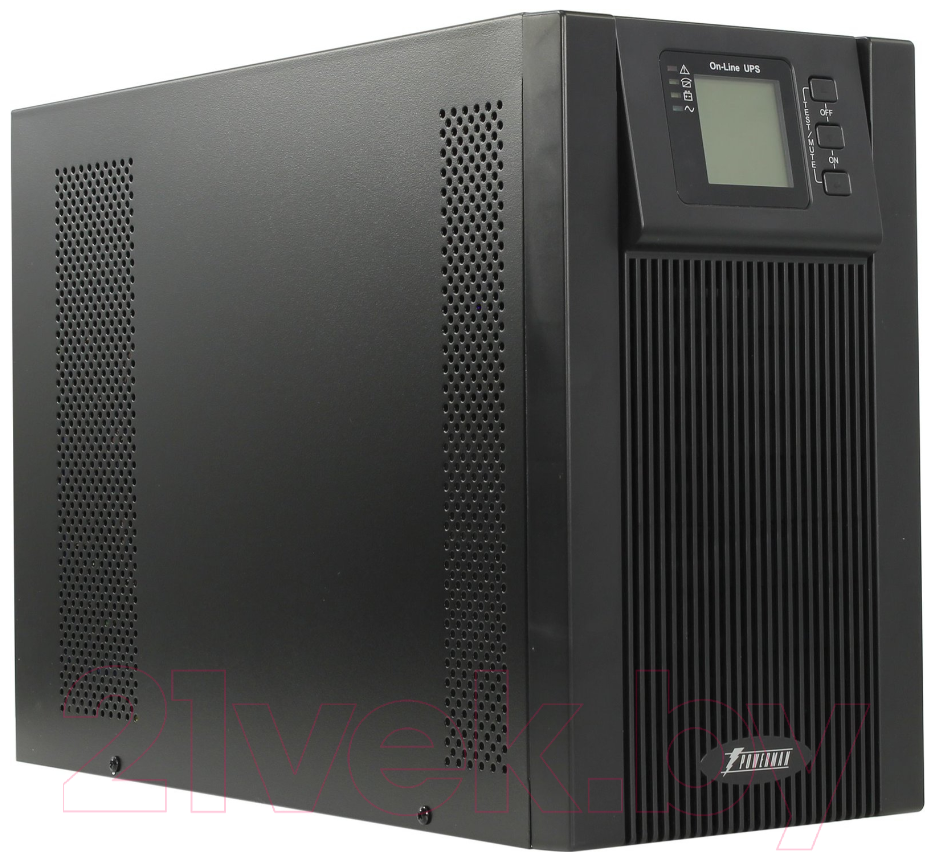 On-Line UPS
OFF
TEST/MUTE
ON
POWERMAN
21vek.by